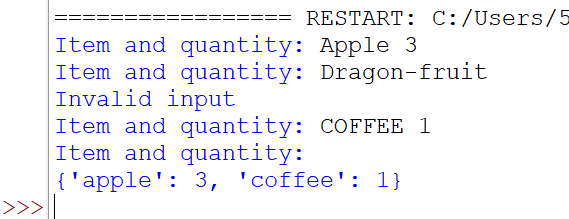 ================= RESTART: C:/Users/5
Item and quantity: Apple 3
Item and quantity: Dragon-fruit
Invalid input
Item and quantity: COFFEE 1
Item and quantity:
{'apple': 3, 'coffee': 1}
>>>